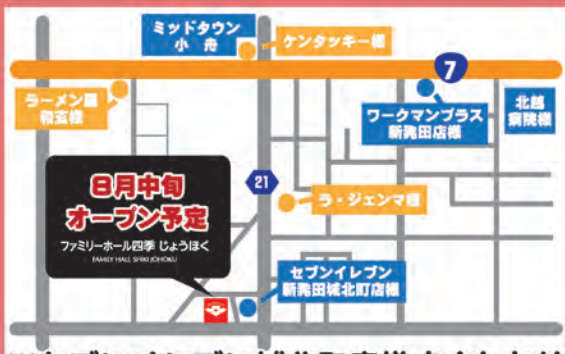 ミッドタウン
小舟
ケンタッキー様
7
ラーメン屋
和玄様
ワークマンプラス
新発田店様
北越
病院様
8月中旬
オープン予定
ファミリーホール四季 じょうほく
FAMILY HALL SHIKI JOHOKU
21
ラ・ジェンマ様
セブンイレブン
新発田城北町店様